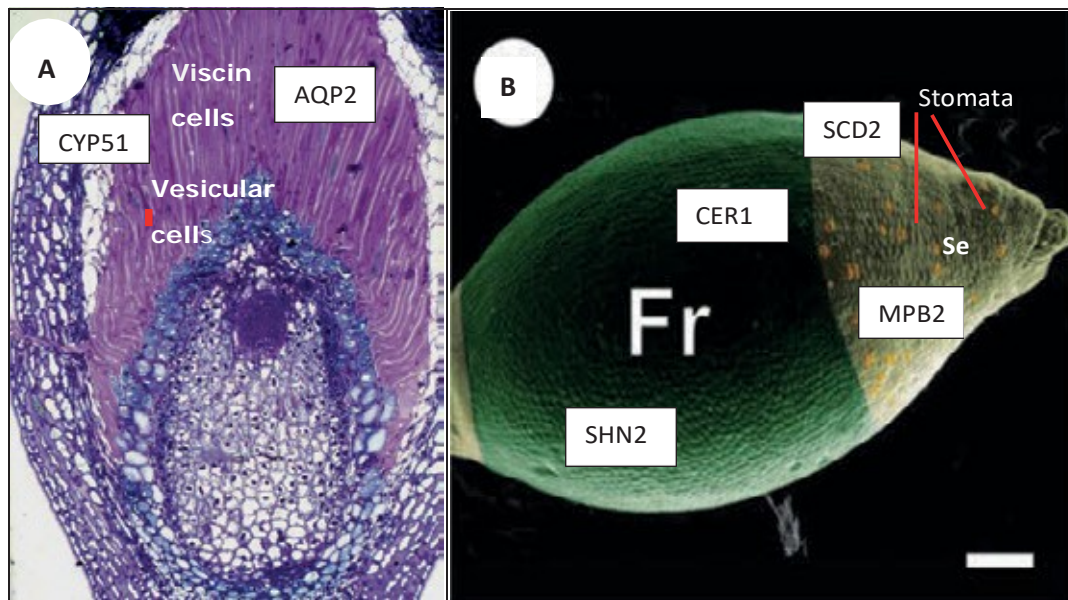 A
Viscin
cells
AQP2
CYP51
Vesicular
cells
B
Stomata
SCD2
CER1
Se
Fr
MPB2
SHN2